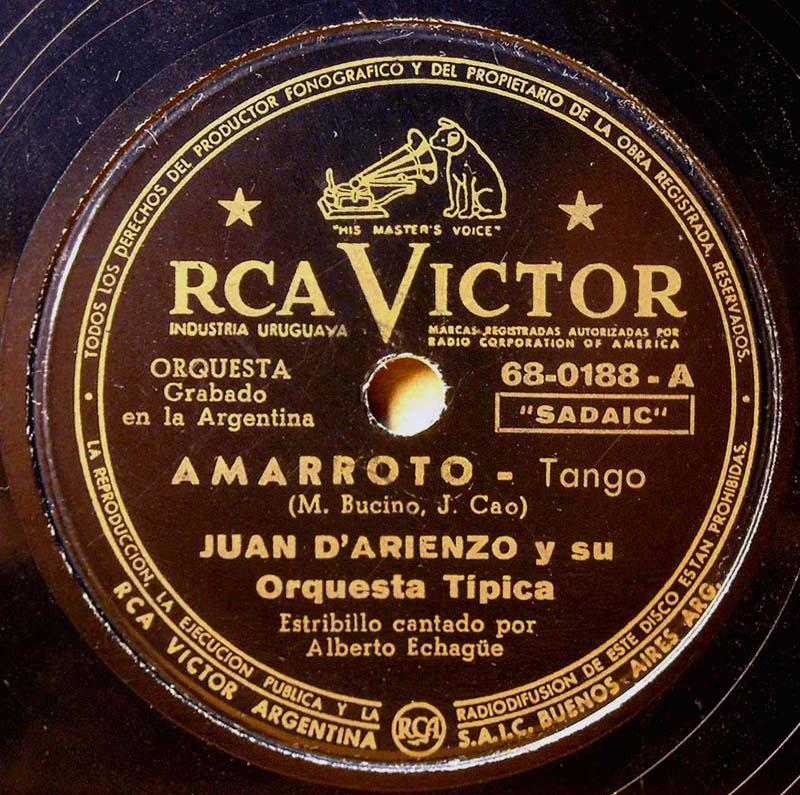 TODOS LOS DERECHOS DEL PRODUCTOR FONOGRAFICO Y DEL PROPIETARIO DE LA OBRA REGISTRADA, RESERVADOS.
"HIS MASTER'S VOICE"
RCA VICTOR
INDUSTRIA URUGUAYA
MARCAS REGISTRADAS AUTORIZADAS POR
RADIO CORPORATION OF AMERICA
ORQUESTA
Grabado
en la Argentina
68-0188 - A
"SADAIC"
AMARROTO - Tango
(M. Bucino, J. Cao)
JUAN D'ARIENZO y su
Orquesta Típica
Estribillo cantado por
Alberto Echagüe
LA REPRODUCCION, LA EJECUCION PUBLICA Y LA RADIODIFUSION DE ESTE DISCO ESTAN PROHIBIDAS.
RCA VICTOR ARGENTINA S.A.I.C. BUENOS AIRES ARG.
RCA